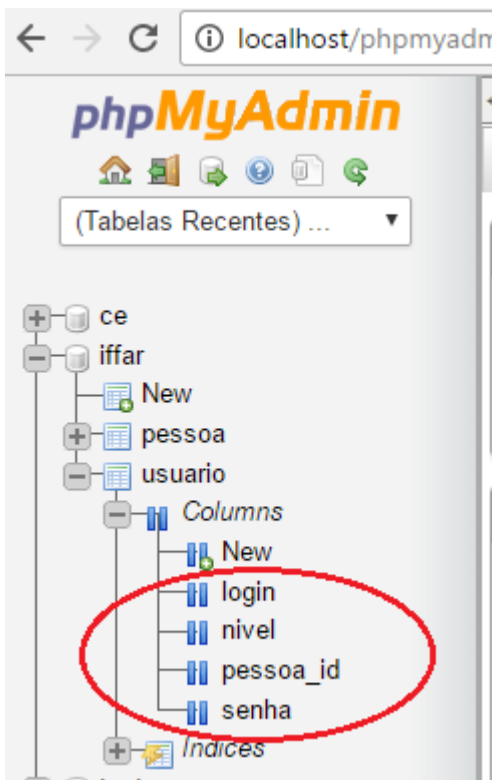 localhost/phpmyadm
phpMyAdmin
(Tabelas Recentes) ...
ce
iffar
New
pessoa
usuario
Columns
New
login
nivel
pessoa_id
senha
Indices